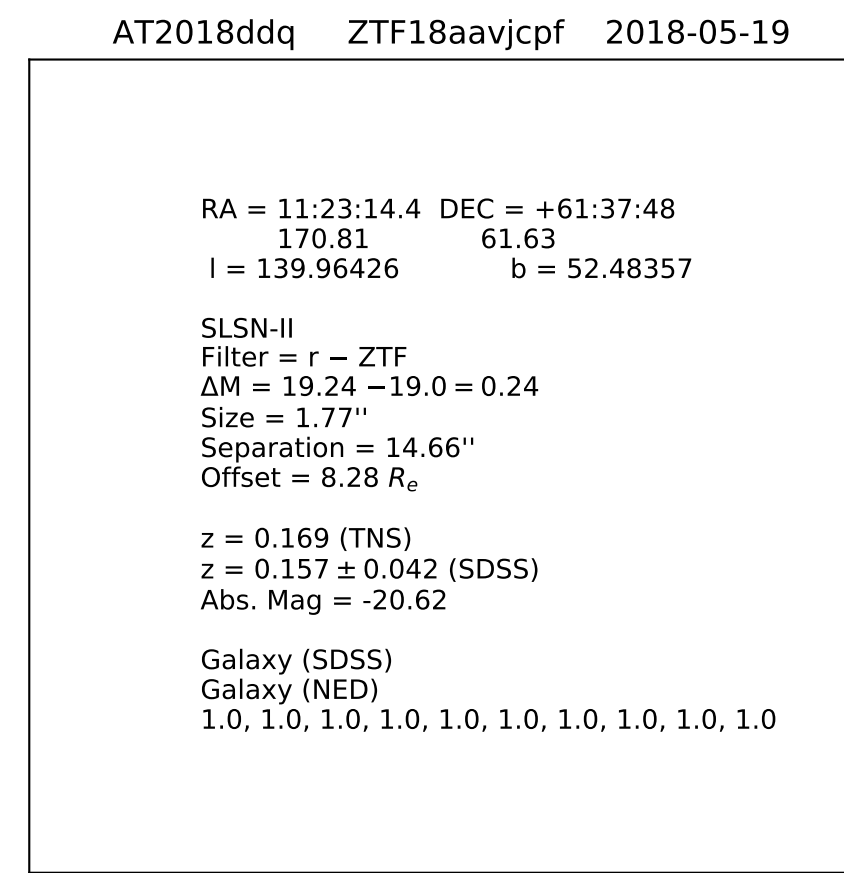 AT2018ddq ZTF18aavjcpf 2018-05-19
RA = 11:23:14.4 DEC = +61:37:48
170.81 61.63
l = 139.96426 b = 52.48357
SLSN-II
Filter = r − ZTF
ΔM = 19.24 −19.0 = 0.24
Size = 1.77''
Separation = 14.66''
Offset = 8.28 Rₑ
z = 0.169 (TNS)
z = 0.157 ± 0.042 (SDSS)
Abs. Mag = -20.62
Galaxy (SDSS)
Galaxy (NED)
1.0, 1.0, 1.0, 1.0, 1.0, 1.0, 1.0, 1.0, 1.0, 1.0